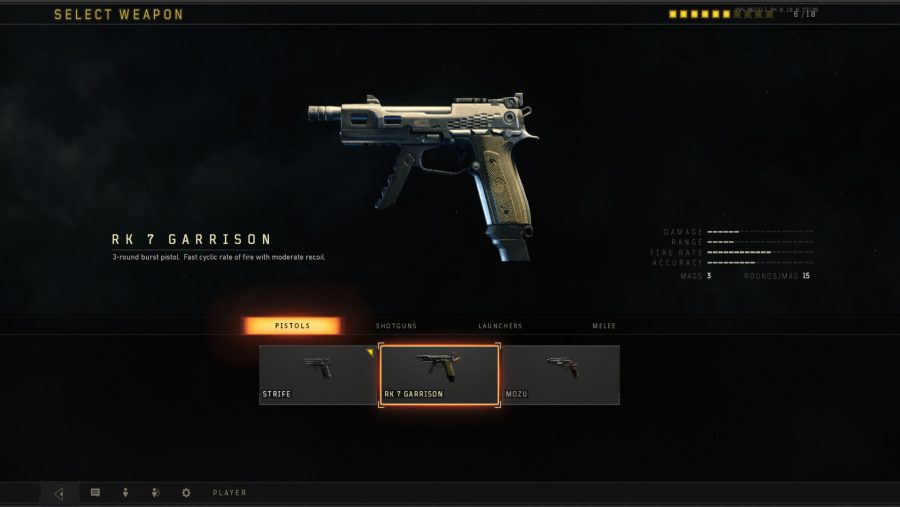 SELECT WEAPON
6/10
RK 7 GARRISON
3-round burst pistol. Fast cyclic rate of fire with moderate recoil.
DAMAGE
RANGE
FIRE RATE
ACCURACY
MAGS 3 ROUNDS/MAG 15
PISTOLS SHOTGUNS LAUNCHERS MELEE
STRIFE RK 7 GARRISON MOZU
PLAYER